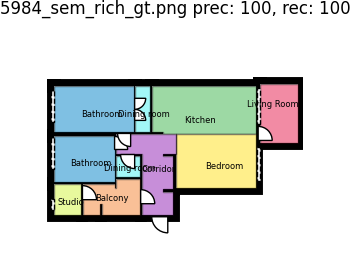 5984_sem_rich_gt.png prec: 100, rec: 100
Living Room
Bathroom
Dining room
Kitchen
Bathroom
Dining room
Corridor
Bedroom
Studio
Balcony